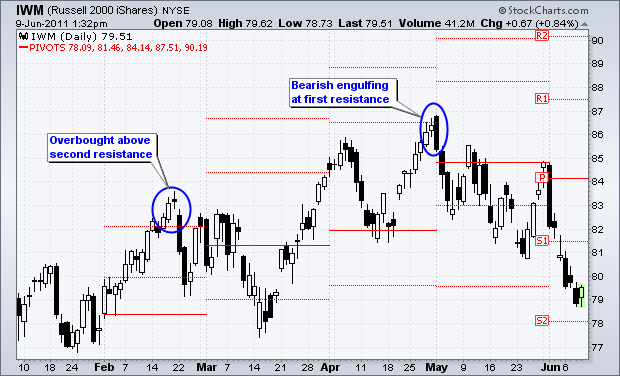 IWM (Russell 2000 iShares) NYSE © StockCharts.com
9-Jun-2011 1:32pm Open 79.08 High 79.62 Low 78.73 Last 79.51 Volume 41.2M Chg +0.67 (+0.84%)
IWM (Daily) 79.51
PIVOTS 78.09, 81.46, 84.14, 87.51, 90.19
R2
90
89
Bearish engulfing
at first resistance
88
R1
87
86
Overbought above
second resistance
85
84
P
83
82
S1
81
80
79
S2
78
77
10 18 24 Feb 7 14 22 Mar 7 14 21 28 Apr 11 18 25 May 9 16 23 Jun 6